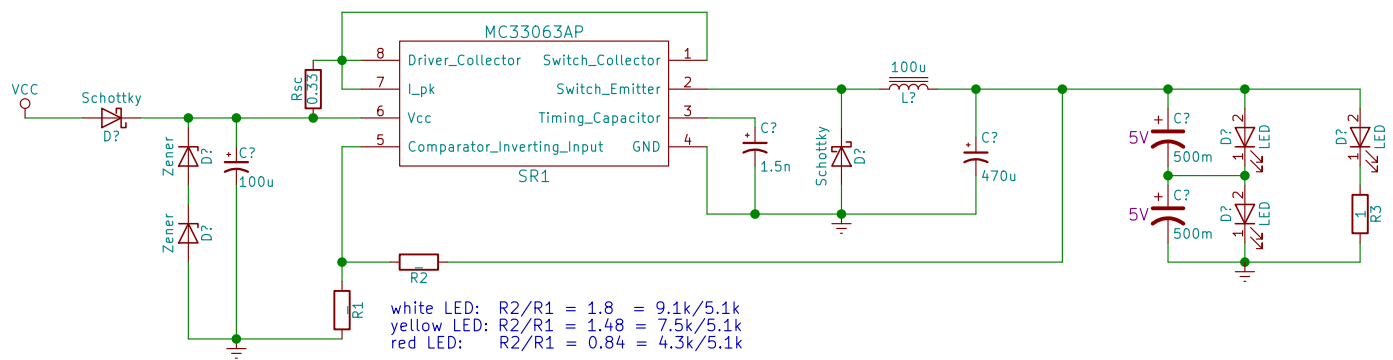 MC33063AP
8 Driver_Collector Switch_Collector 1
7 I_pk Switch_Emitter 2
6 Vcc Timing_Capacitor 3
5 Comparator_Inverting_Input GND 4
SR1
VCC
Schottky
D?
Rsc
0.33
Zener
D?
Zener
D?
C?
100u
C?
1.5n
Schottky
D?
100u
L?
C?
470u
5V
C?
500m
5V
C?
500m
2
D?
LED
1
2
D?
LED
1
2
D?
LED
1
1
R3
R2
R1
white LED: R2/R1 = 1.8 = 9.1k/5.1k
yellow LED: R2/R1 = 1.48 = 7.5k/5.1k
red LED: R2/R1 = 0.84 = 4.3k/5.1k